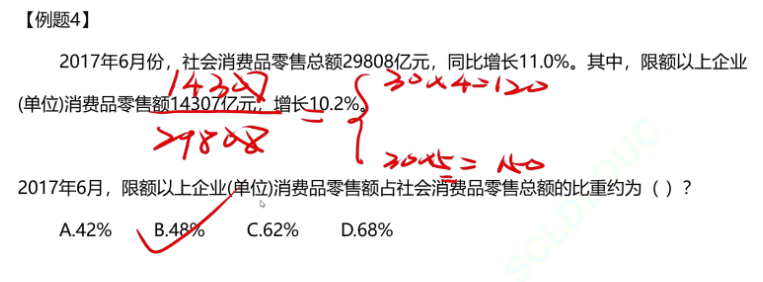 【例题4】
2017年6月份，社会消费品零售总额29808亿元，同比增长11.0%。其中，限额以上企业
(单位)消费品零售额14307亿元，增长10.2%。
14307
29808
=
30×4=120
30×5=150
2017年6月，限额以上企业(单位)消费品零售额占社会消费品零售总额的比重约为（ ）？
A.42% B.48% C.62% D.68%